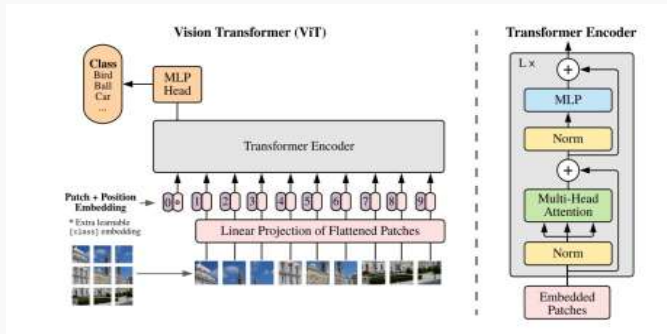 Vision Transformer (ViT)
Class
Bird
Ball
Car
...
MLP
Head
Transformer Encoder
Patch + Position
Embedding
* Extra learnable
[class] embedding
0 * 1 2 3 4 5 6 7 8 9
Linear Projection of Flattened Patches
Transformer Encoder
L x
+
MLP
Norm
+
Multi-Head
Attention
Norm
Embedded
Patches